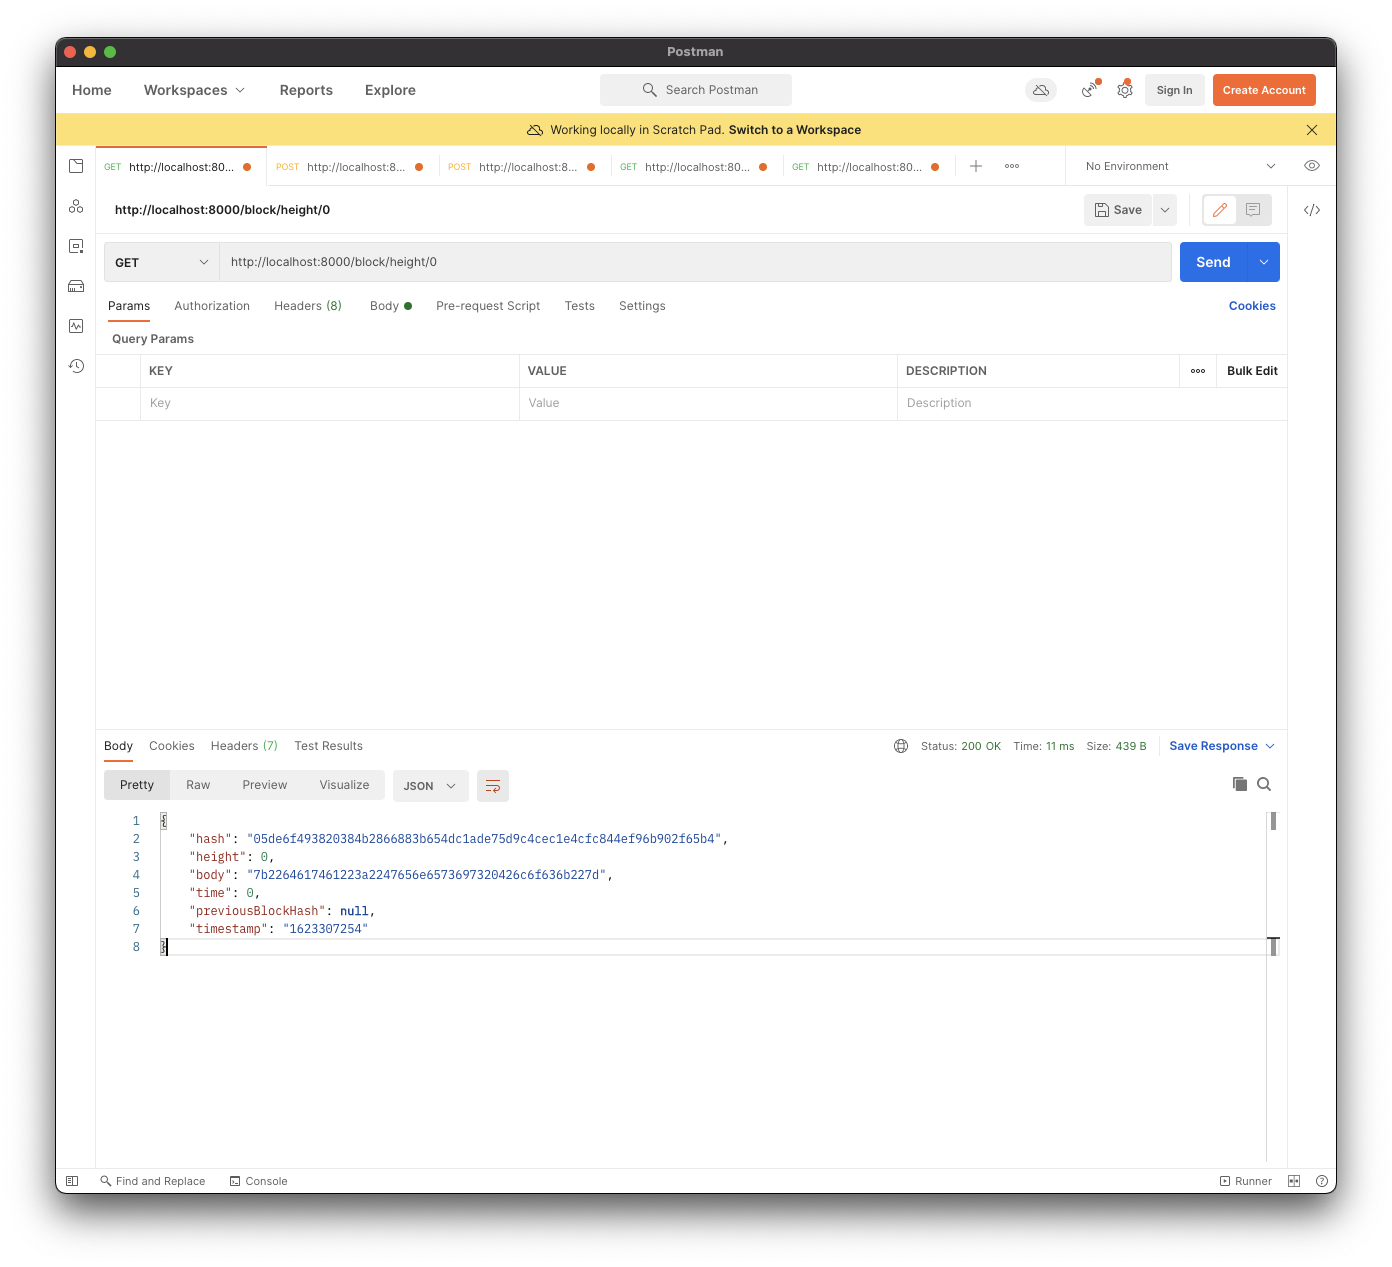 Postman
Home Workspaces Reports Explore Search Postman Sign In Create Account
Working locally in Scratch Pad. Switch to a Workspace
GET http://localhost:80... POST http://localhost:8... POST http://localhost:8... GET http://localhost:80... GET http://localhost:80... No Environment
http://localhost:8000/block/height/0 Save
GET http://localhost:8000/block/height/0 Send
Params Authorization Headers (8) Body Pre-request Script Tests Settings Cookies
Query Params
KEY VALUE DESCRIPTION Bulk Edit
Key Value Description
Body Cookies Headers (7) Test Results Status: 200 OK Time: 11 ms Size: 439 B Save Response
Pretty Raw Preview Visualize JSON
1 {
2 "hash": "05de6f493820384b2866883b654dc1ade75d9c4cec1e4cfc844ef96b902f65b4",
3 "height": 0,
4 "body": "7b2264617461223a2247656e6573697320426c6f636b227d",
5 "time": 0,
6 "previousBlockHash": null,
7 "timestamp": "1623307254"
8 }
Find and Replace Console Runner